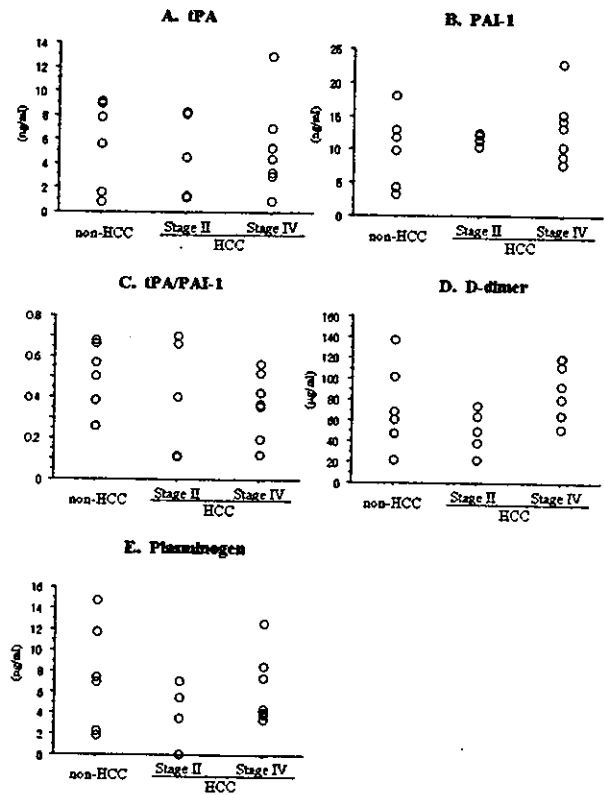 A. tPA
(ng/ml)
14
12
10
8
6
4
2
0
non-HCC
Stage II
Stage IV
HCC
B. PAI-1
(ng/ml)
25
20
15
10
5
0
non-HCC
Stage II
Stage IV
HCC
C. tPA/PAI-1
0.8
0.6
0.4
0.2
0
non-HCC
Stage II
Stage IV
HCC
D. D-dimer
(μg/ml)
160
140
120
100
80
60
40
20
0
non-HCC
Stage II
Stage IV
HCC
E. Plasminogen
(ng/ml)
16
14
12
10
8
6
4
2
0
non-HCC
Stage II
Stage IV
HCC